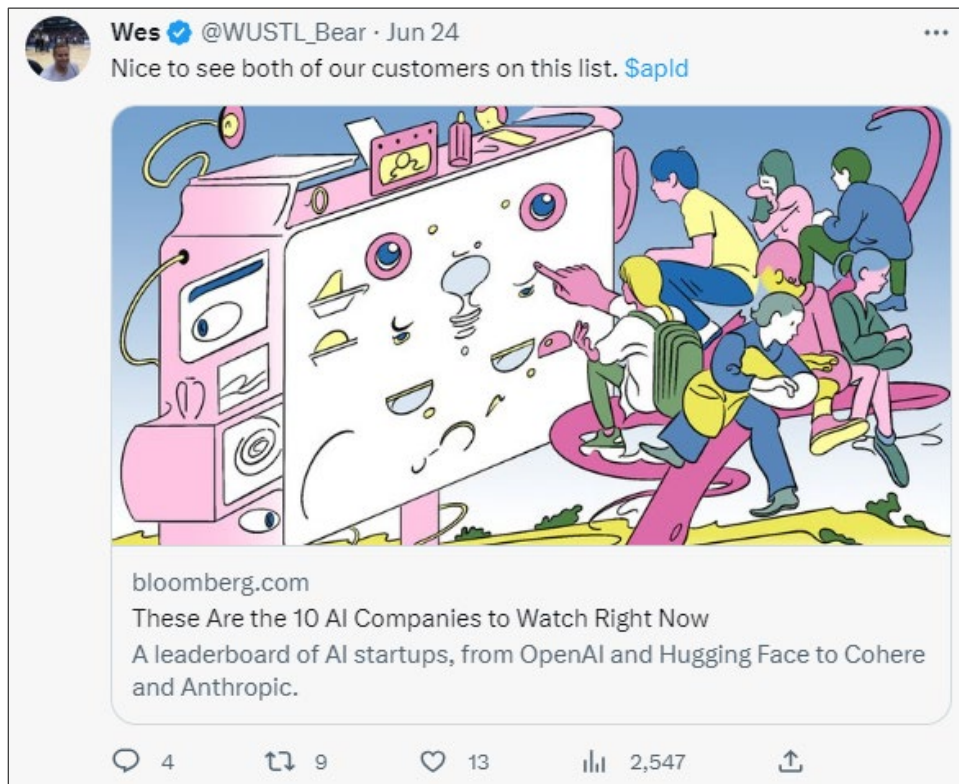 Wes @WUSTL_Bear · Jun 24
Nice to see both of our customers on this list. $apld
bloomberg.com
These Are the 10 AI Companies to Watch Right Now
A leaderboard of AI startups, from OpenAI and Hugging Face to Cohere
and Anthropic.
4 9 13 2,547